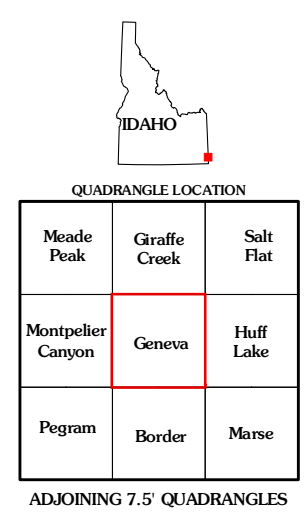 IDAHO
QUADRANGLE LOCATION
Meade
Peak
Giraffe
Creek
Salt
Flat
Montpelier
Canyon
Geneva
Huff
Lake
Pegram
Border
Marse
ADJOINING 7.5' QUADRANGLES